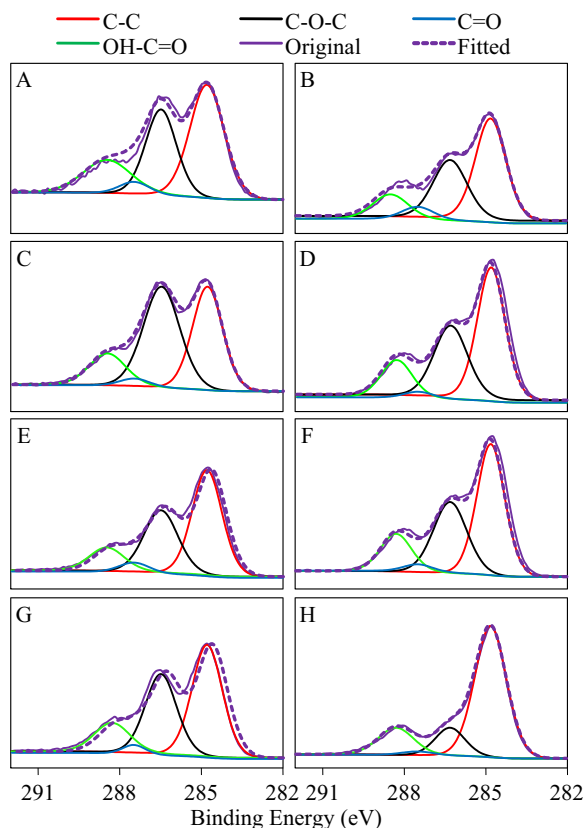 C-C C-O-C C=O
OH-C=O Original Fitted
A B
C D
E F
G H
291 288 285 282 291 288 285 282
Binding Energy (eV)